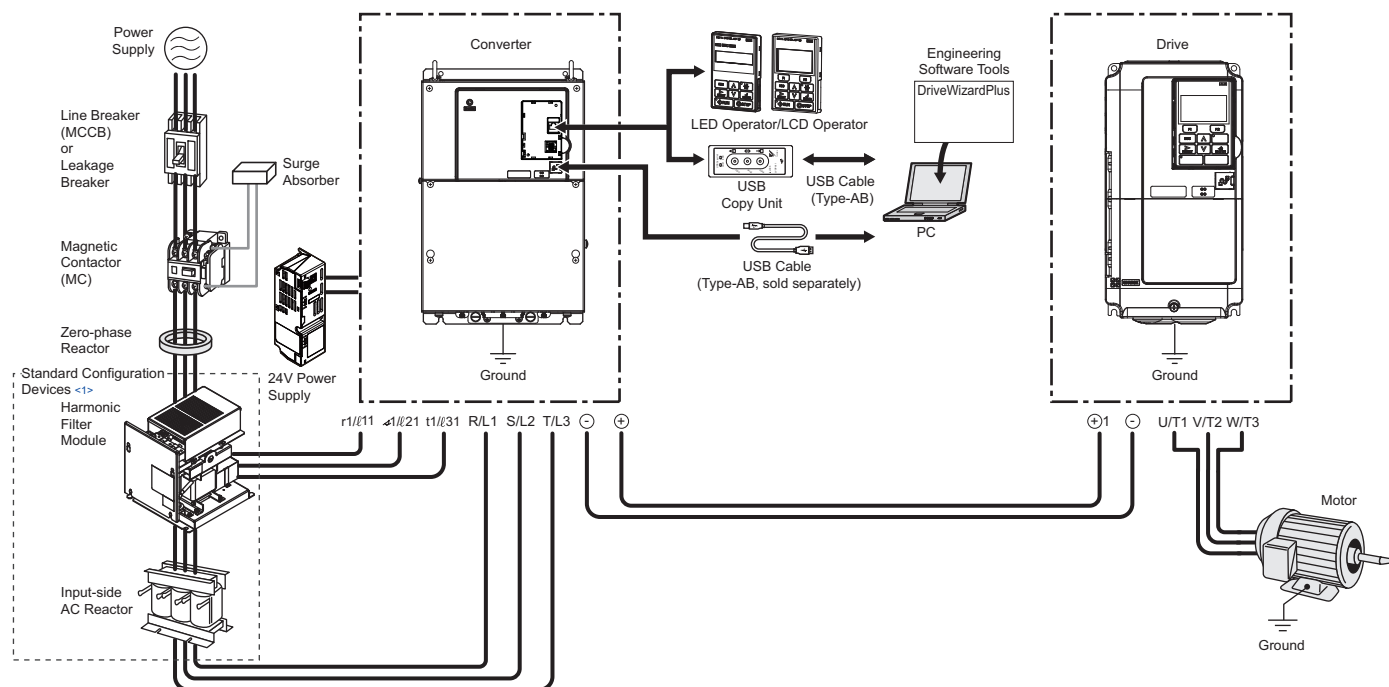 Power
Supply
Line Breaker
(MCCB)
or
Leakage
Breaker
Surge
Absorber
Magnetic
Contactor
(MC)
Zero-phase
Reactor
Standard Configuration
Devices <1>
Harmonic
Filter
Module
Input-side
AC Reactor
24V Power
Supply
Converter
Ground
r1/ℓ11
1/ℓ21
t1/ℓ31
R/L1
S/L2
T/L3
⊖
⊕
LED Operator/LCD Operator
USB
Copy Unit
USB Cable
(Type-AB)
USB Cable
(Type-AB, sold separately)
Engineering
Software Tools
DriveWizardPlus
PC
Drive
Ground
⊕1
⊖
U/T1 V/T2 W/T3
Motor
Ground